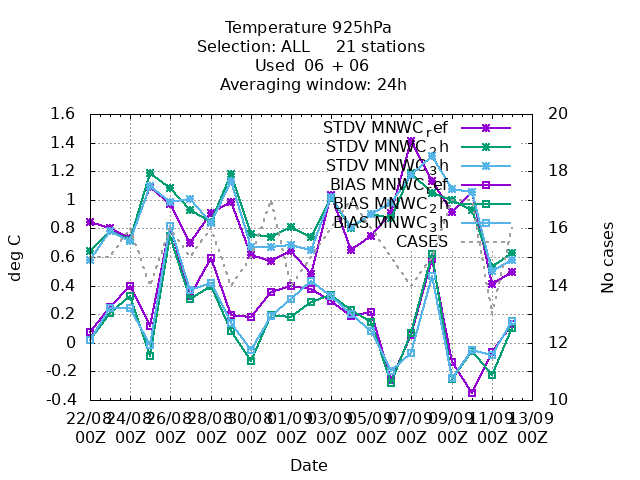 Temperature 925hPa
Selection: ALL     21 stations
Used  06 + 06
Averaging window: 24h
1.6
1.4
1.2
1
0.8
0.6
0.4
0.2
0
-0.2
-0.4
deg C
20
18
16
14
12
10
No cases
STDV MNWC_ref
STDV MNWC_2h
STDV MNWC_3h
BIAS MNWC_ref
BIAS MNWC_2h
BIAS MNWC_3h
CASES
22/08 24/08 26/08 28/08 30/08 01/09 03/09 05/09 07/09 09/09 11/09 13/09
00Z 00Z 00Z 00Z 00Z 00Z 00Z 00Z 00Z 00Z 00Z 00Z
Date